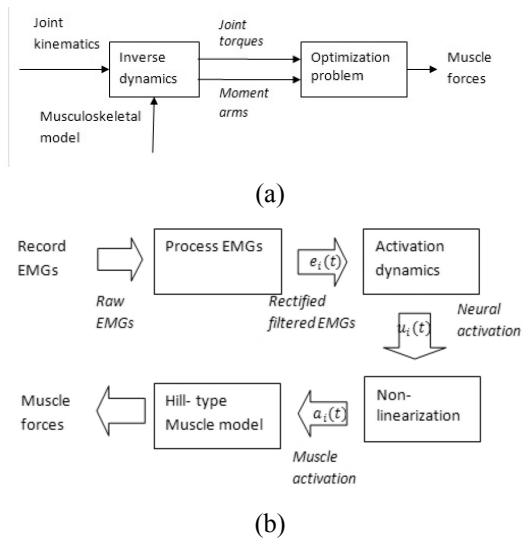 Joint
kinematics
Inverse
dynamics
Joint
torques
Moment
arms
Optimization
problem
Muscle
forces
Musculoskeletal
model
(a)
Record
EMGs
Raw
EMGs
Process EMGs
e_i(t)
Rectified
filtered EMGs
Activation
dynamics
u_i(t)
Neural
activation
Non-
linearization
a_i(t)
Muscle
activation
Hill- type
Muscle model
Muscle
forces
(b)